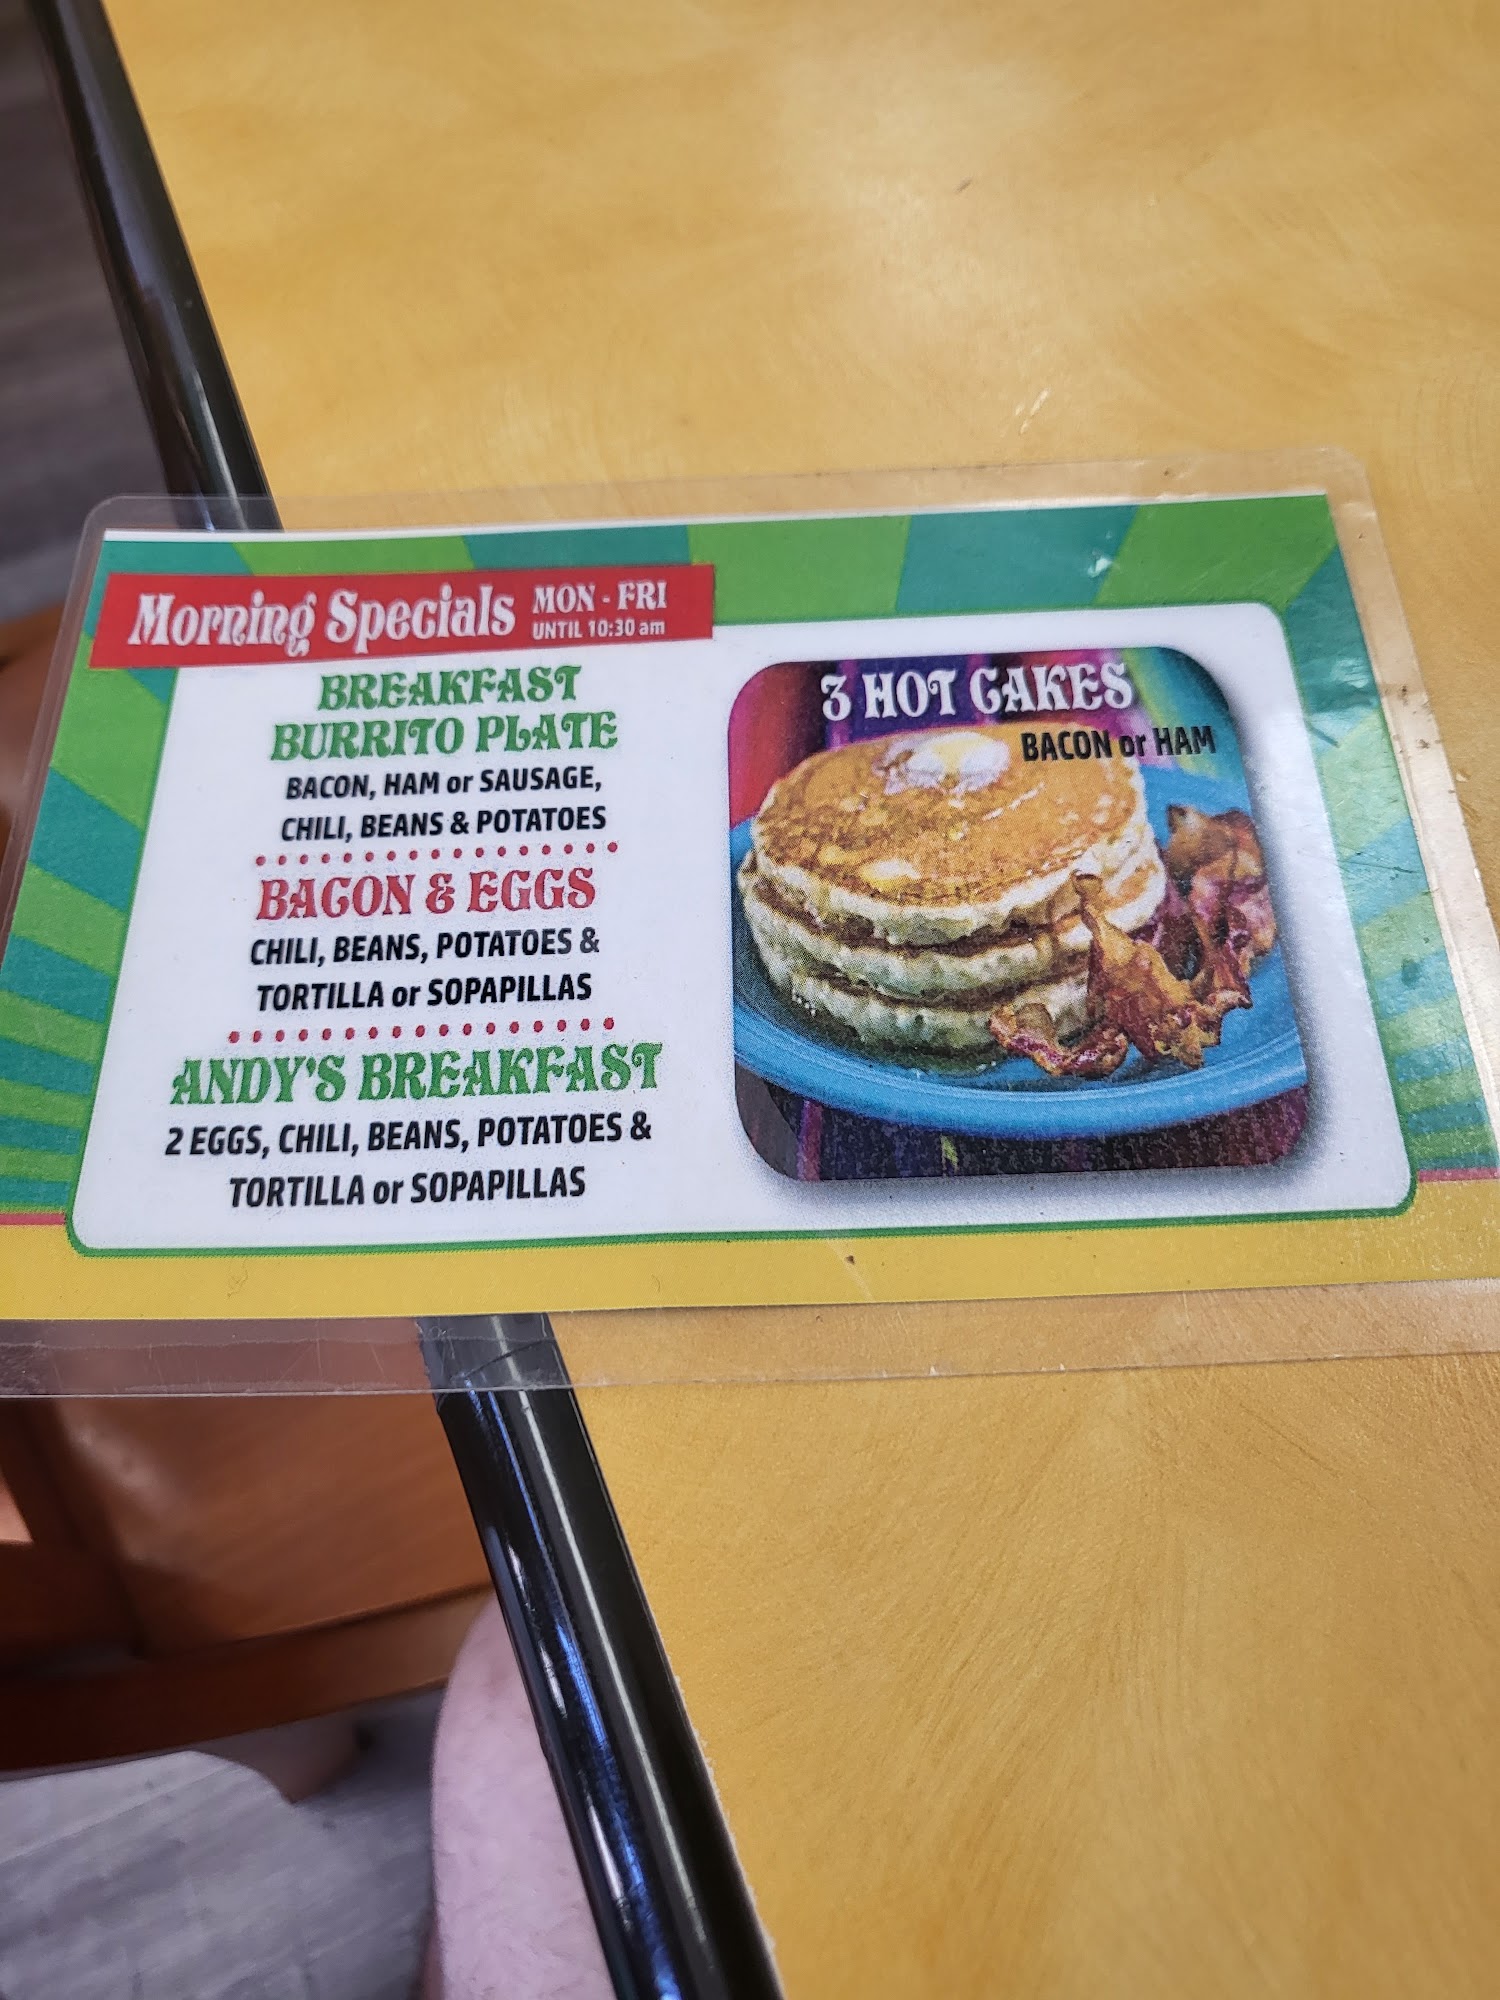 Morning Specials MON - FRI
UNTIL 10:30 am
BREAKFAST
BURRITO PLATE
BACON, HAM or SAUSAGE,
CHILI, BEANS & POTATOES
BACON & EGGS
CHILI, BEANS, POTATOES &
TORTILLA or SOPAPILLAS
ANDY'S BREAKFAST
2 EGGS, CHILI, BEANS, POTATOES &
TORTILLA or SOPAPILLAS
3 HOT CAKES
BACON or HAM